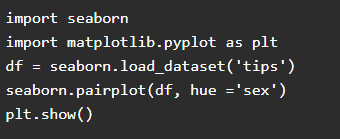 import seaborn
import matplotlib.pyplot as plt
df = seaborn.load_dataset('tips')
seaborn.pairplot(df, hue ='sex')
plt.show()